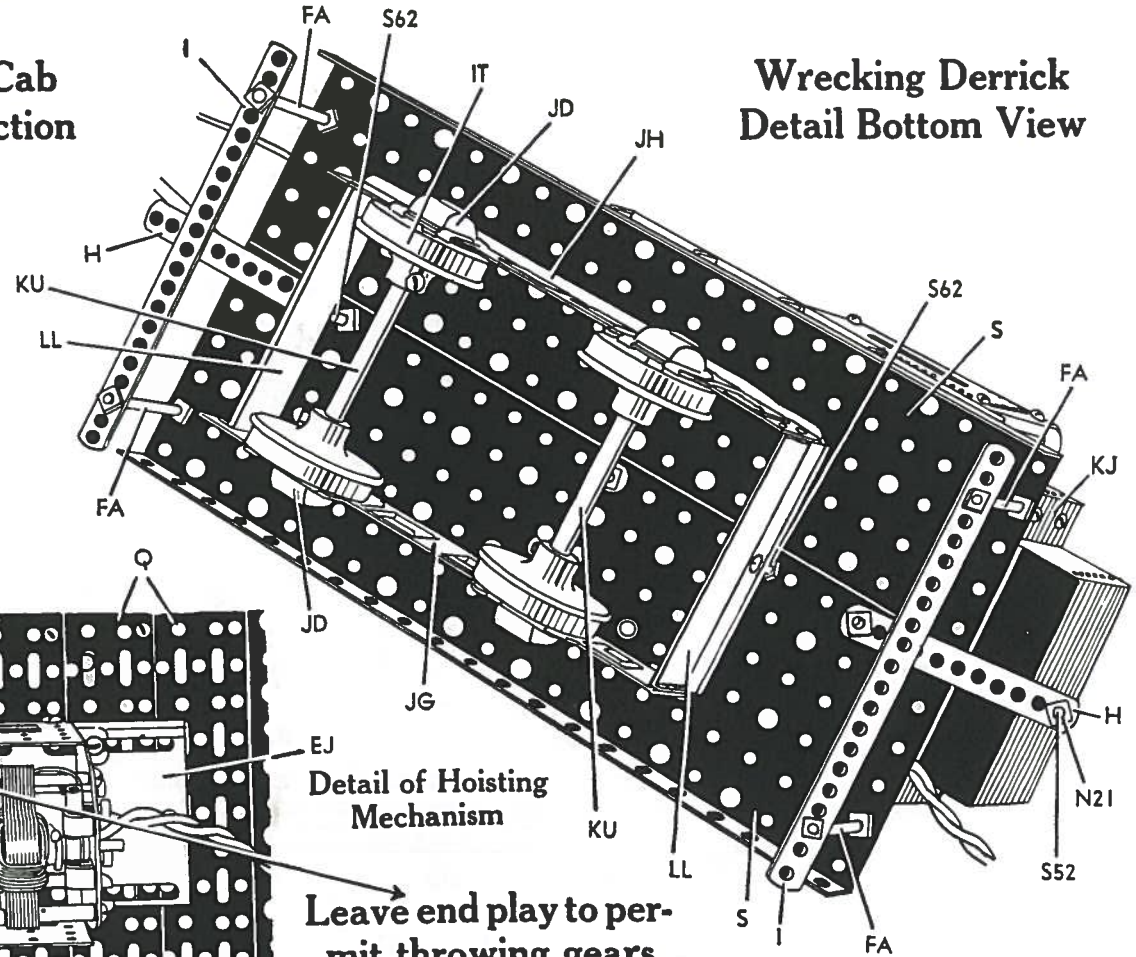 Cab
ction
FA
S62
I
IT
JD
JH
Wrecking Derrick
Detail Bottom View
H
KU
LL
S62
S
FA
KJ
FA
Q
JD
JG
EJ
Detail of Hoisting
Mechanism
KU
LL
H
N21
S52
S
I
FA
Leave end play to per-
mit throwing gears